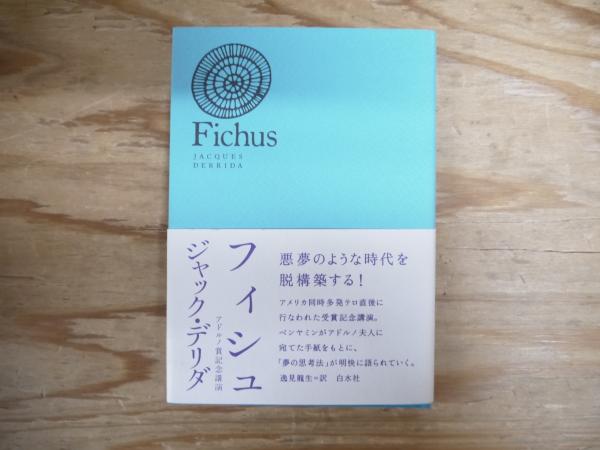 Fichus
JACQUES
DERRIDA
フィシュ
アドルノ賞記念講演
ジャック・デリダ
悪夢のような時代を
脱構築する!
アメリカ同時多発テロ直後に
行なわれた受賞記念講演。
ベンヤミンがアドルノ夫人に
宛てた手紙をもとに、
「夢の思考法」が明快に語られていく。
逸見龍生=訳 白水社